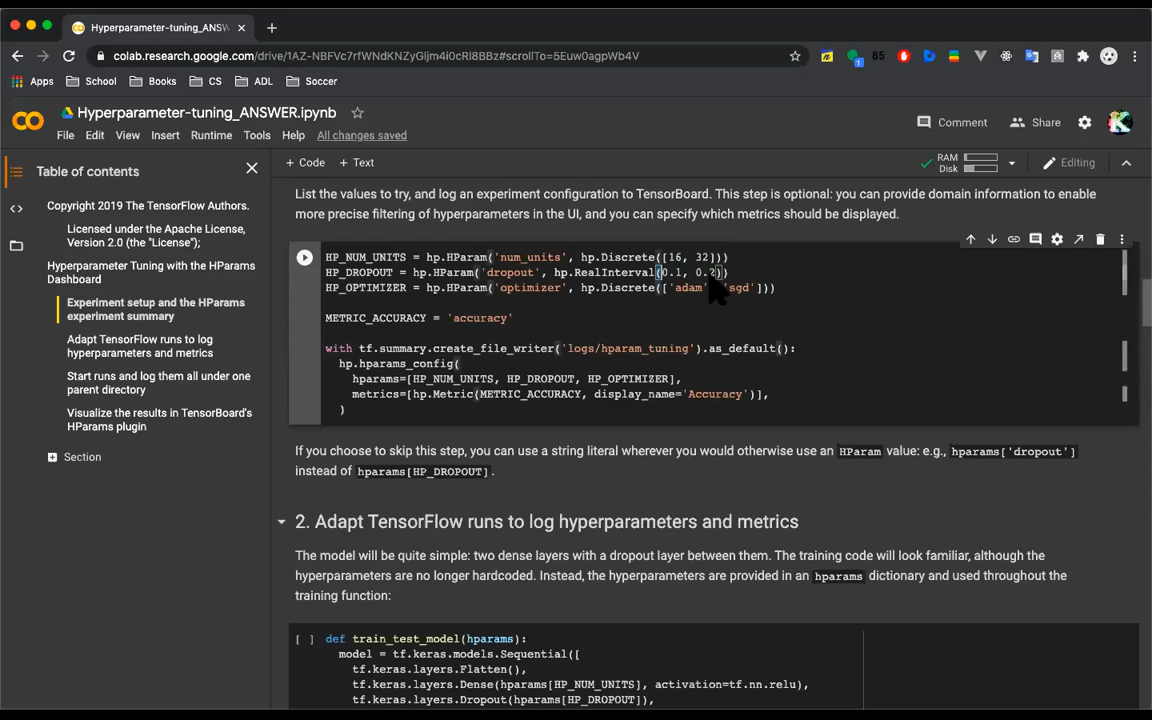 Hyperparameter-tuning_ANSW
colab.research.google.com/drive/1AZ-NBFVc7rfWNdKNZyGljm4i0cRl8BBz#scrollTo=5Euw0agpWb4V
85
Apps School Books CS ADL Soccer
Hyperparameter-tuning_ANSWER.ipynb
File Edit View Insert Runtime Tools Help All changes saved
Comment Share
Table of contents
+ Code + Text
RAM
Disk
Editing
Copyright 2019 The TensorFlow Authors.
Licensed under the Apache License,
Version 2.0 (the "License");
Hyperparameter Tuning with the HParams
Dashboard
Experiment setup and the HParams
experiment summary
Adapt TensorFlow runs to log
hyperparameters and metrics
Start runs and log them all under one
parent directory
Visualize the results in TensorBoard's
HParams plugin
Section
List the values to try, and log an experiment configuration to TensorBoard. This step is optional: you can provide domain information to enable
more precise filtering of hyperparameters in the UI, and you can specify which metrics should be displayed.
HP_NUM_UNITS = hp.HParam('num_units', hp.Discrete([16, 32]))
HP_DROPOUT = hp.HParam('dropout', hp.RealInterval(0.1, 0.2))
HP_OPTIMIZER = hp.HParam('optimizer', hp.Discrete(['adam', 'sgd']))
METRIC_ACCURACY = 'accuracy'
with tf.summary.create_file_writer('logs/hparam_tuning').as_default():
hp.hparams_config(
hparams=[HP_NUM_UNITS, HP_DROPOUT, HP_OPTIMIZER],
metrics=[hp.Metric(METRIC_ACCURACY, display_name='Accuracy')],
)
If you choose to skip this step, you can use a string literal wherever you would otherwise use an HParam value: e.g., hparams['dropout']
instead of hparams[HP_DROPOUT].
2. Adapt TensorFlow runs to log hyperparameters and metrics
The model will be quite simple: two dense layers with a dropout layer between them. The training code will look familiar, although the
hyperparameters are no longer hardcoded. Instead, the hyperparameters are provided in an hparams dictionary and used throughout the
training function:
[ ] def train_test_model(hparams):
model = tf.keras.models.Sequential([
tf.keras.layers.Flatten(),
tf.keras.layers.Dense(hparams[HP_NUM_UNITS], activation=tf.nn.relu),
tf.keras.layers.Dropout(hparams[HP_DROPOUT]),